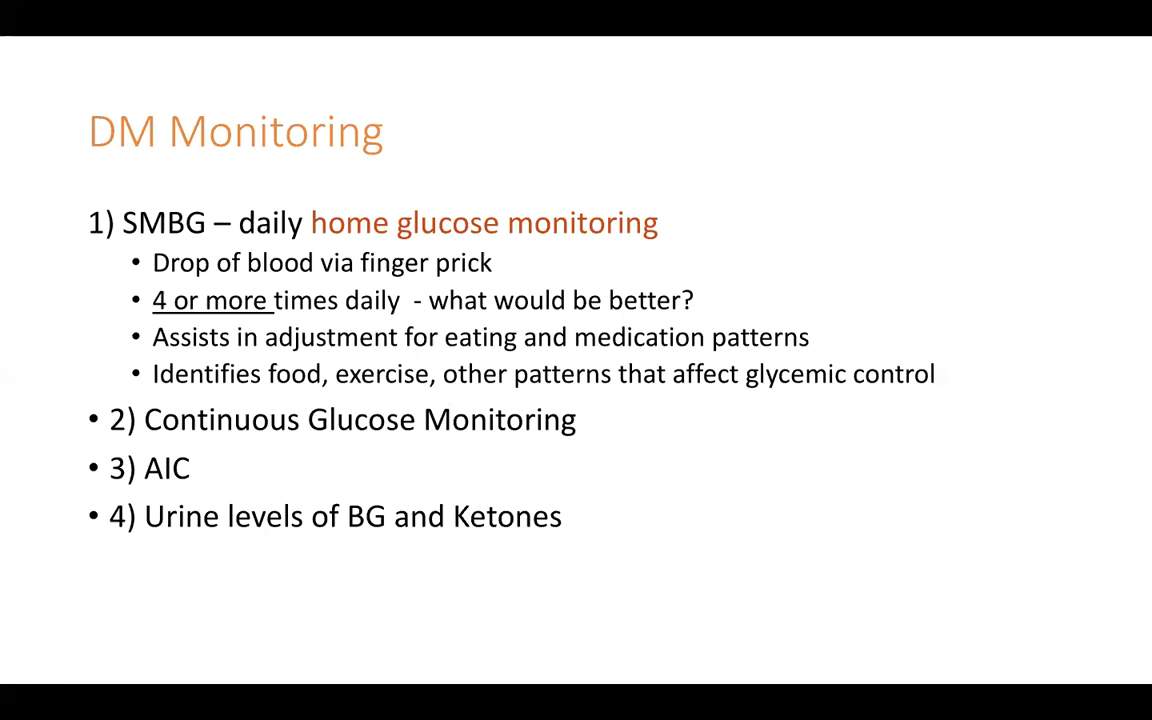 DM Monitoring
1) SMBG – daily home glucose monitoring
• Drop of blood via finger prick
• 4 or more times daily  - what would be better?
• Assists in adjustment for eating and medication patterns
• Identifies food, exercise, other patterns that affect glycemic control
• 2) Continuous Glucose Monitoring
• 3) AIC
• 4) Urine levels of BG and Ketones